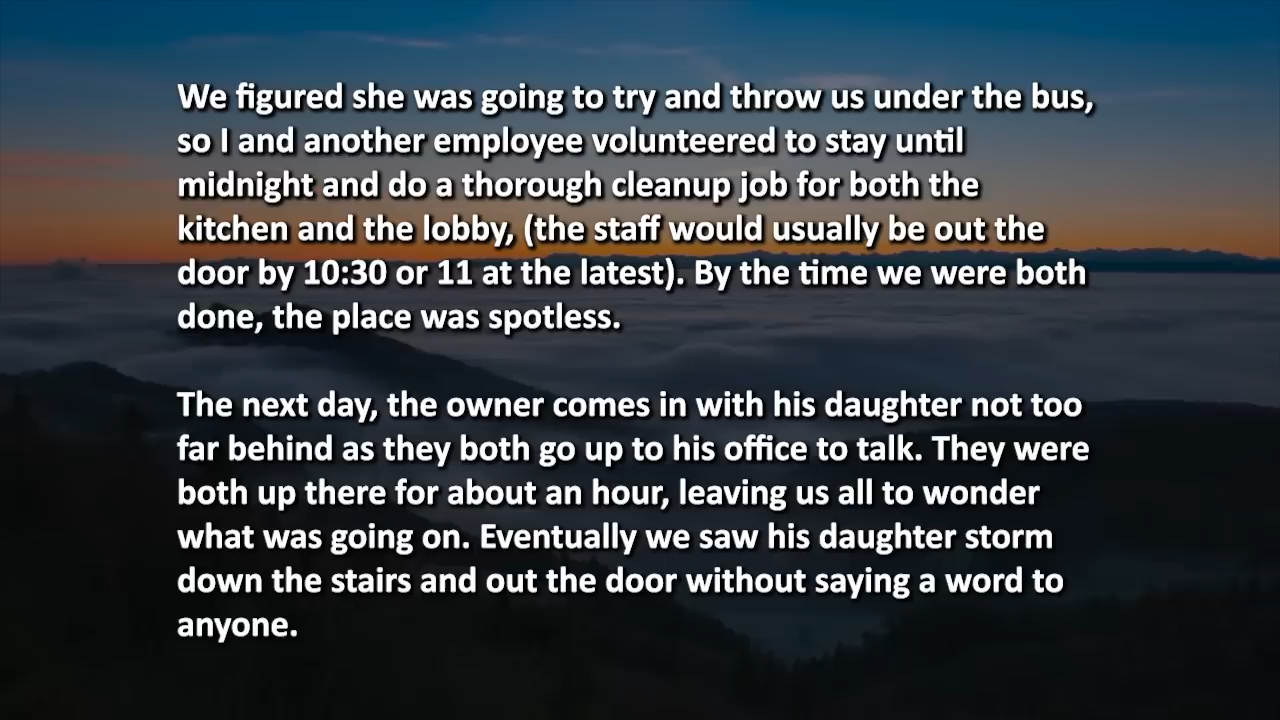 We figured she was going to try and throw us under the bus,
so I and another employee volunteered to stay until
midnight and do a thorough cleanup job for both the
kitchen and the lobby, (the staff would usually be out the
door by 10:30 or 11 at the latest). By the time we were both
done, the place was spotless.
The next day, the owner comes in with his daughter not too
far behind as they both go up to his office to talk. They were
both up there for about an hour, leaving us all to wonder
what was going on. Eventually we saw his daughter storm
down the stairs and out the door without saying a word to
anyone.